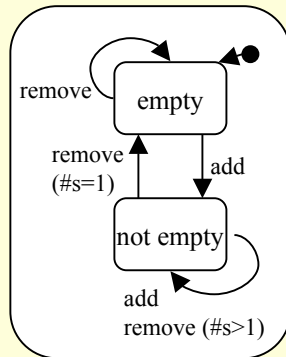 remove
empty
remove
(#s=1)
add
not empty
add
remove (#s>1)